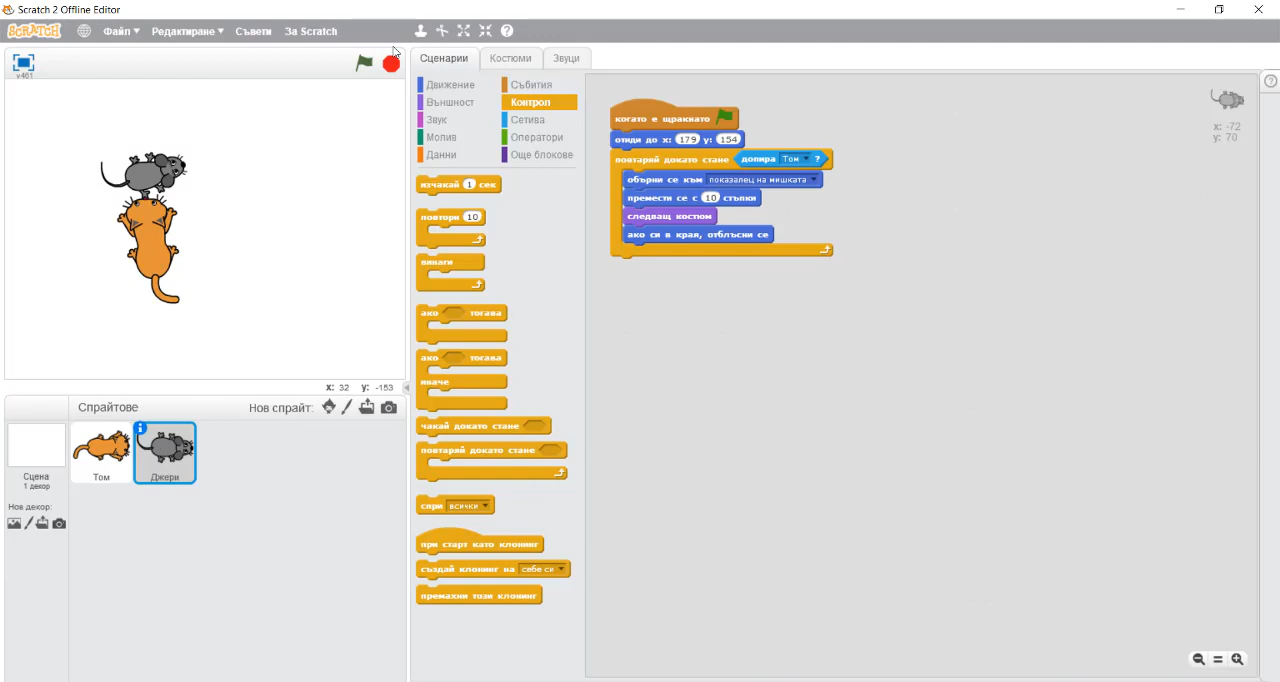 Scratch 2 Offline Editor
SCRATCH Файл Редактиране Съвети За Scratch
v461
Сценарии Костюми Звуци
Движение Събития
Външност Контрол
Звук Сетива
Молив Оператори
Данни Още блокове
изчакай 1 сек
повтори 10
винаги
ако тогава
ако тогава
иначе
чакай докато стане
повтаряй докато стане
спри всички
при старт като клонинг
създай клонинг на себе си
премахни този клонинг
когато е щракнато
отиди до x: 179 y: 154
повтаряй докато стане допира Том ?
обърни се към показалец на мишката
премести се с 10 стъпки
следващ костюм
ако си в края, отблъсни се
x: -72
y: 70
X: 32 y: -153
Спрайтове Нов спрайт:
Сцена
1 декор
Нов декор:
Том
Джери